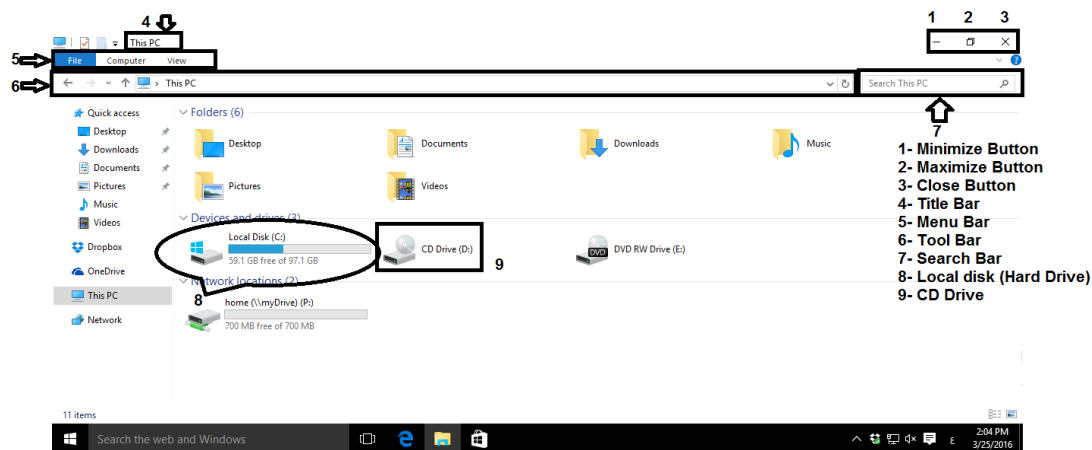 4
1 2 3
This PC
5
File Computer View
6
This PC
Search This PC
7
Quick access
Desktop
Downloads
Documents
Pictures
Music
Videos
Dropbox
OneDrive
This PC
Network
Folders (6)
Desktop
Documents
Downloads
Music
Pictures
Videos
Devices and drives (3)
Local Disk (C:)
59.1 GB free of 97.1 GB
CD Drive (D:)
9
DVD
DVD RW Drive (E:)
Network locations (2)
8
home (\\myDrive) (P:)
700 MB free of 700 MB
1- Minimize Button
2- Maximize Button
3- Close Button
4- Title Bar
5- Menu Bar
6- Tool Bar
7- Search Bar
8- Local disk (Hard Drive)
9- CD Drive
11 items
Search the web and Windows
ع
2:04 PM
3/25/2016